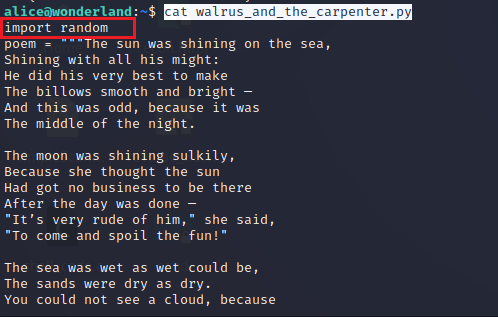 alice@wonderland:~$ cat walrus_and_the_carpenter.py
import random
poem = """The sun was shining on the sea,
Shining with all his might:
He did his very best to make
The billows smooth and bright —
And this was odd, because it was
The middle of the night.

The moon was shining sulkily,
Because she thought the sun
Had got no business to be there
After the day was done —
"It’s very rude of him," she said,
"To come and spoil the fun!"

The sea was wet as wet could be,
The sands were dry as dry.
You could not see a cloud, because